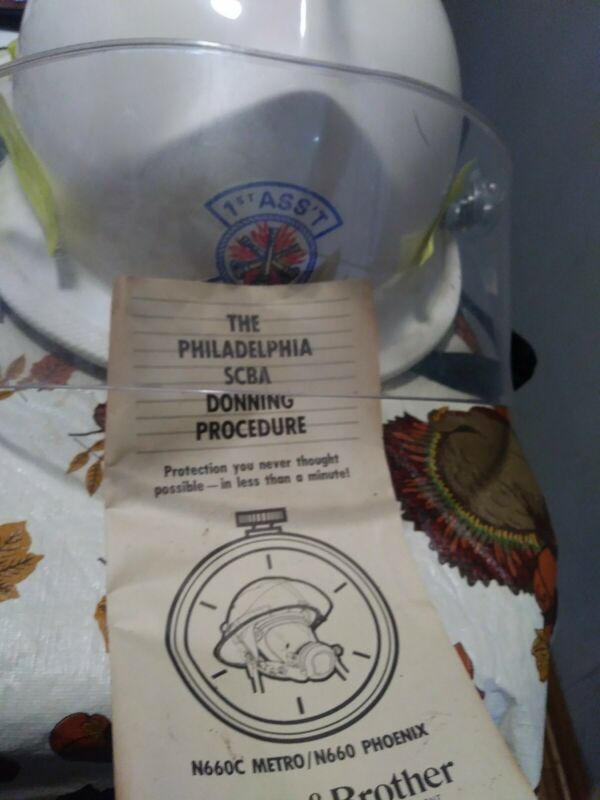 1ST ASS'T
THE
PHILADELPHIA
SCBA
DONNING
PROCEDURE
Protection you never thought
possible — in less than a minute!
N660C METRO/N660 PHOENIX
& Brother